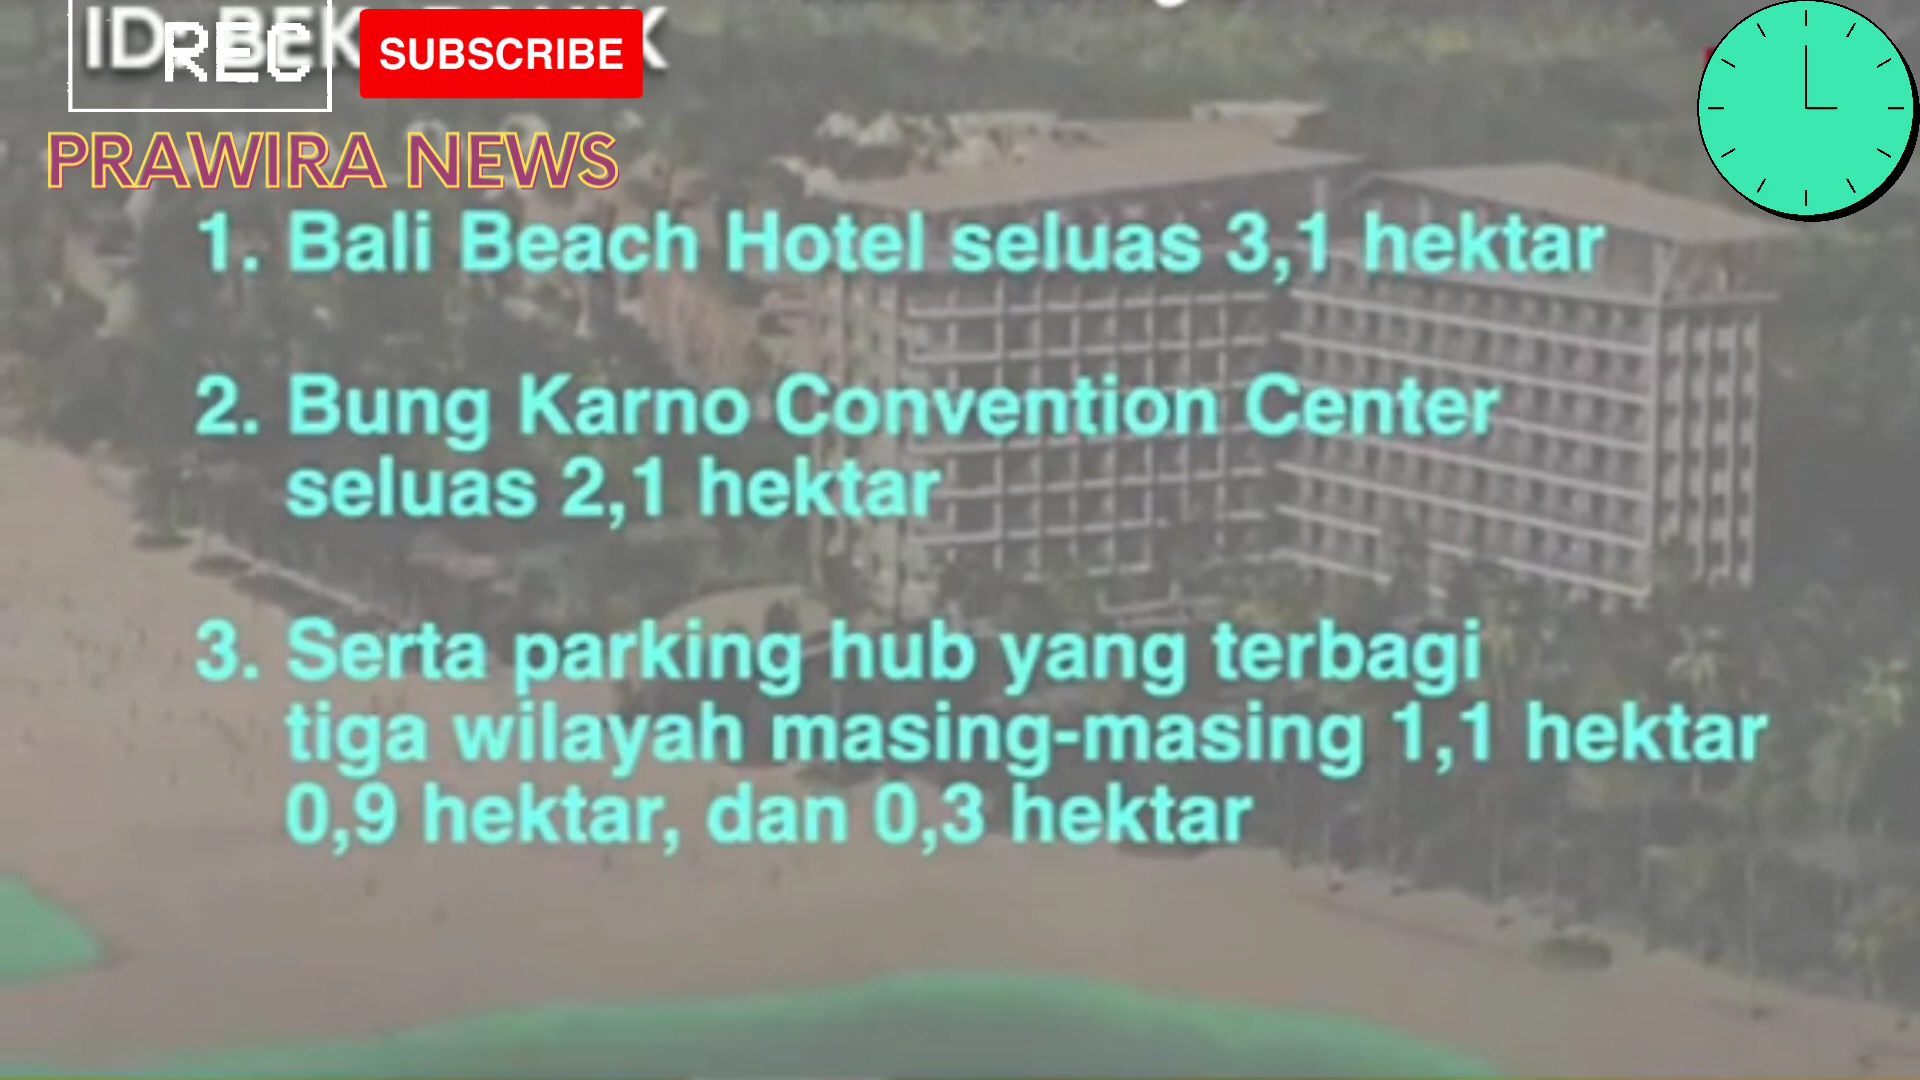 REC
SUBSCRIBE
PRAWIRA NEWS
1. Bali Beach Hotel seluas 3,1 hektar
2. Bung Karno Convention Center
seluas 2,1 hektar
3. Serta parking hub yang terbagi
tiga wilayah masing-masing 1,1 hektar
0,9 hektar, dan 0,3 hektar